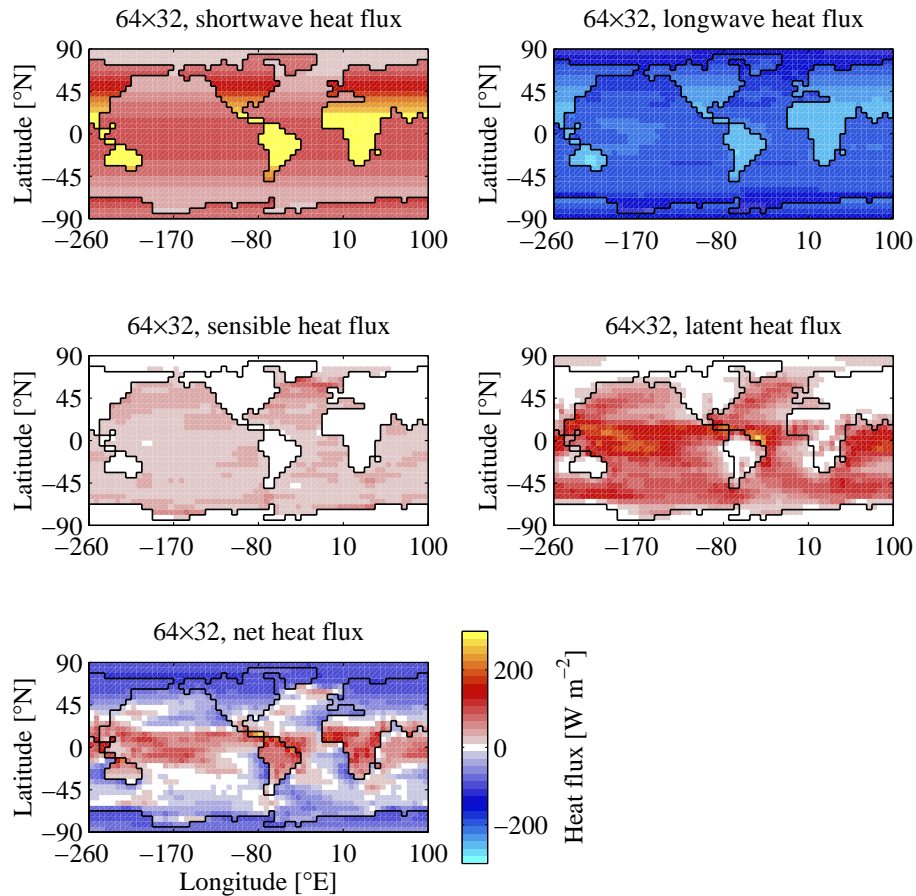 64×32, shortwave heat flux
90
45
0
−45
−90
Latitude [°N]
−260 −170 −80 10 100
64×32, longwave heat flux
90
45
0
−45
−90
Latitude [°N]
−260 −170 −80 10 100
64×32, sensible heat flux
90
45
0
−45
−90
Latitude [°N]
−260 −170 −80 10 100
64×32, latent heat flux
90
45
0
−45
−90
Latitude [°N]
−260 −170 −80 10 100
64×32, net heat flux
90
45
0
−45
−90
Latitude [°N]
−260 −170 −80 10 100
Longitude [°E]
200
0
−200
Heat flux [W m⁻²]